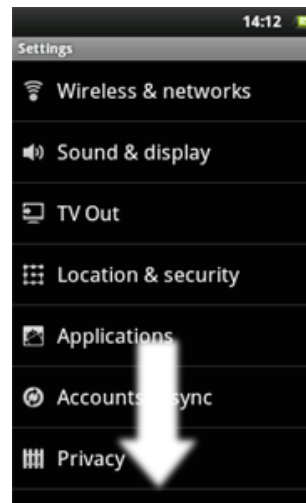 14:12
Settings
Wireless & networks
Sound & display
TV Out
Location & security
Applications
Accounts sync
Privacy